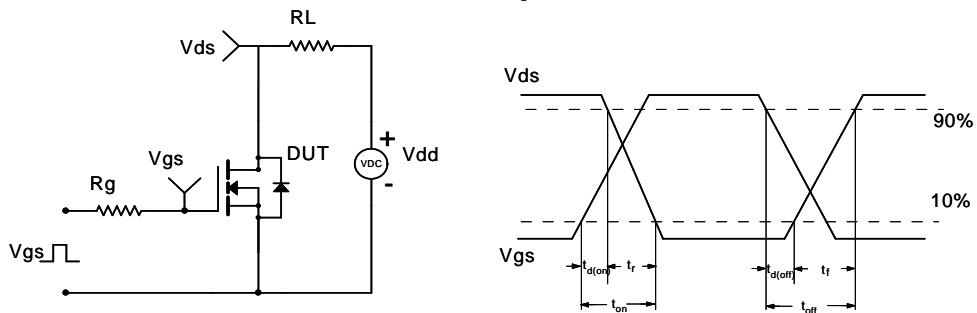 RL
Vds
Vgs
DUT
VDC
+
-
Vdd
Rg
Vgs
Vds
90%
10%
Vgs
td(on)
tr
td(off)
tf
ton
toff